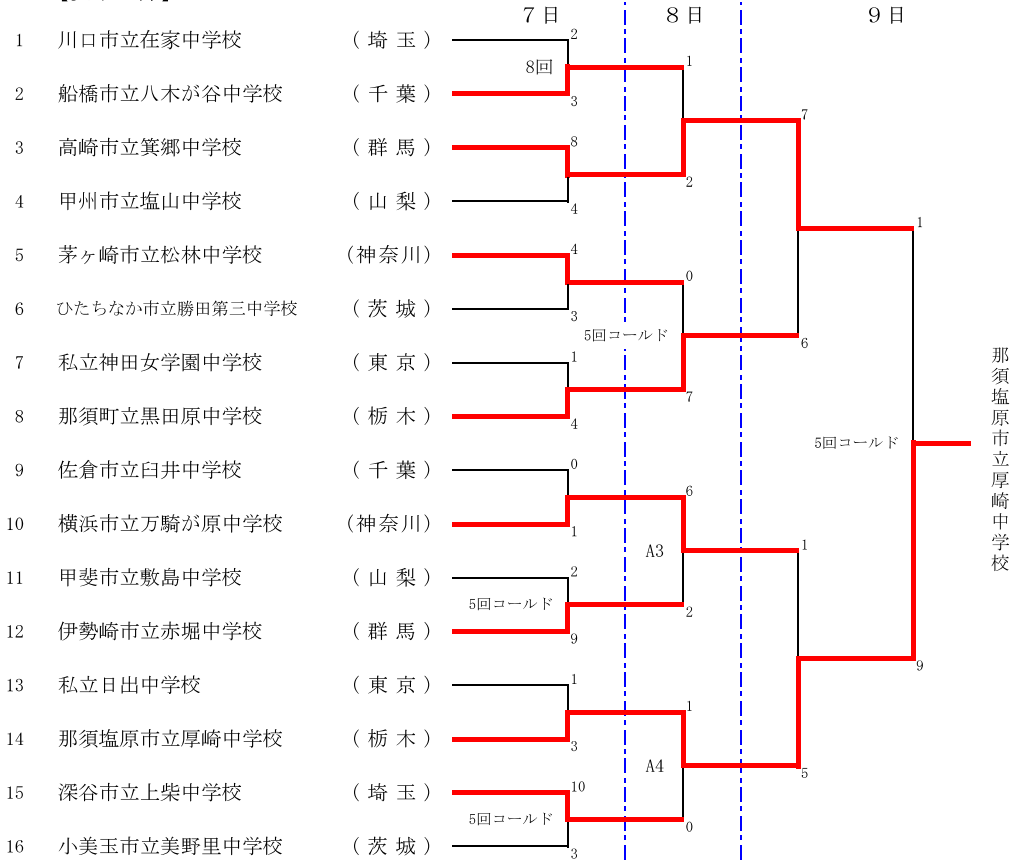 7日 8日 9日
1 川口市立在家中学校 (埼玉) 2
8回 1
2 船橋市立八木が谷中学校 (千葉) 3
7
3 高崎市立箕郷中学校 (群馬) 8
2
4 甲州市立塩山中学校 (山梨) 4
1
5 茅ヶ崎市立松林中学校 (神奈川) 4
0
6 ひたちなか市立勝田第三中学校 (茨城) 3
5回コールド 6
7 私立神田女学園中学校 (東京) 1
7
8 那須町立黒田原中学校 (栃木) 4
5回コールド
那須塩原市立厚崎中学校
9 佐倉市立臼井中学校 (千葉) 0
6
10 横浜市立万騎が原中学校 (神奈川) 1
A3 1
11 甲斐市立敷島中学校 (山梨) 2
5回コールド 2
12 伊勢崎市立赤堀中学校 (群馬) 9
9
13 私立日出中学校 (東京) 1
1
14 那須塩原市立厚崎中学校 (栃木) 3
A4 5
15 深谷市立上柴中学校 (埼玉) 10
5回コールド 0
16 小美玉市立美野里中学校 (茨城) 3